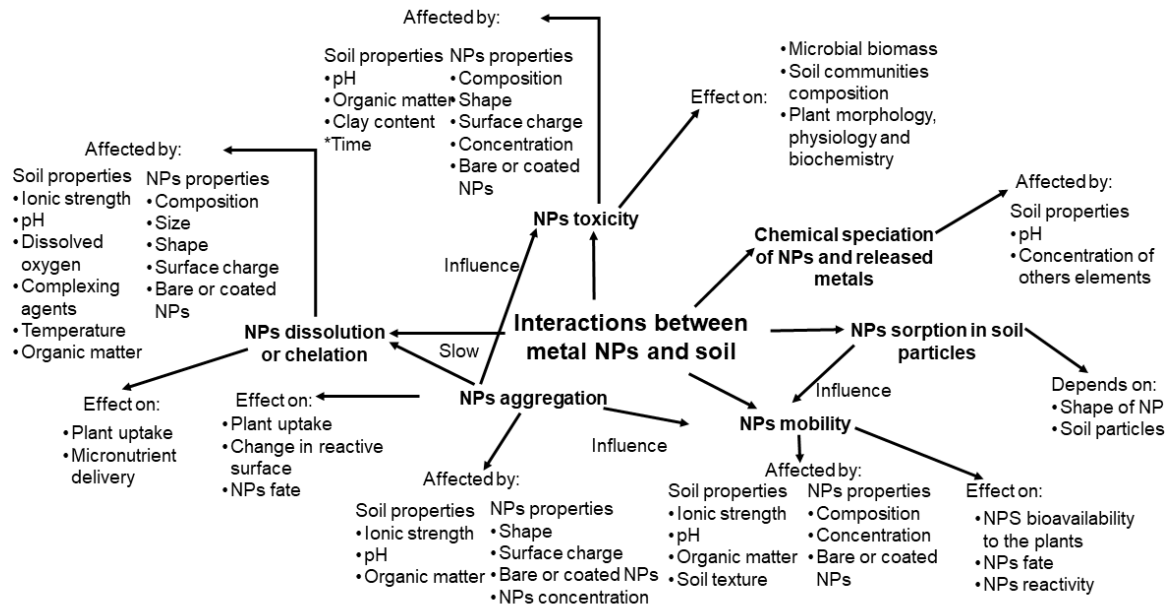 Affected by:
Soil properties
•pH
•Organic matter
•Clay content
*Time
NPs properties
•Composition
•Shape
•Surface charge
•Concentration
•Bare or coated
NPs
Effect on:
•Microbial biomass
•Soil communities
composition
•Plant morphology,
physiology and
biochemistry
Affected by:
Soil properties
•Ionic strength
•pH
•Dissolved
oxygen
•Complexing
agents
•Temperature
•Organic matter
NPs properties
•Composition
•Size
•Shape
•Surface charge
•Bare or coated
NPs
NPs toxicity
Influence
Chemical speciation
of NPs and released
metals
Affected by:
Soil properties
•pH
•Concentration of
others elements
NPs dissolution
or chelation
Slow
Interactions between
metal NPs and soil
NPs sorption in soil
particles
Influence
Depends on:
•Shape of NP
•Soil particles
Effect on:
•Plant uptake
•Micronutrient
delivery
Effect on:
•Plant uptake
•Change in reactive
surface
•NPs fate
NPs aggregation
Influence
NPs mobility
Affected by:
Soil properties
•Ionic strength
•pH
•Organic matter
NPs properties
•Shape
•Surface charge
•Bare or coated NPs
•NPs concentration
Affected by:
Soil properties
•Ionic strength
•pH
•Organic matter
•Soil texture
NPs properties
•Composition
•Concentration
•Bare or coated
NPs
Effect on:
•NPS bioavailability
to the plants
•NPs fate
•NPs reactivity